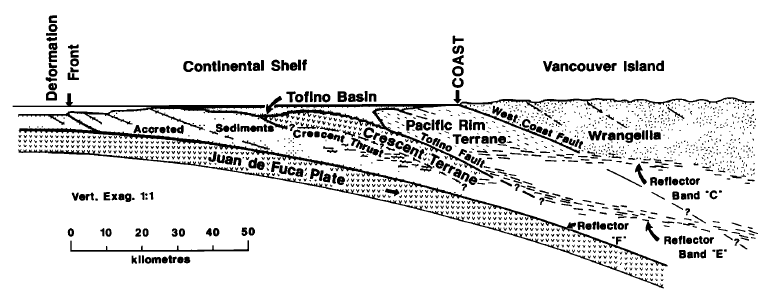 Deformation
Front
Continental Shelf
COAST
Vancouver Island
Tofino Basin
Accreted
Sediments
?
Crescent Thrust
Crescent Terrane
Tofino Fault
Pacific Rim
Terrane
West Coast Fault
Wrangellia
Juan de Fuca Plate
Vert. Exag. 1:1
0 10 20 30 40 50
kilometres
?
?
?
?
?
?
Reflector
Band "C"
Reflector
"F"
Reflector
Band "E"